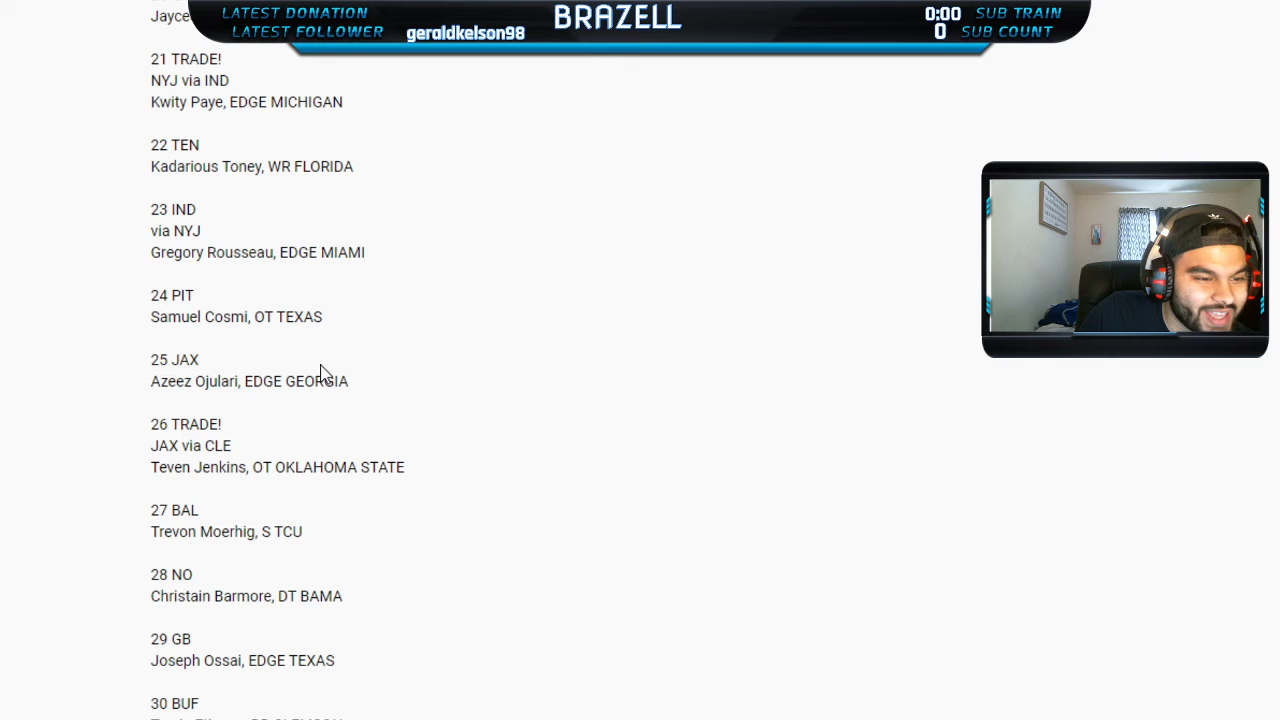 LATEST DONATION
LATEST FOLLOWER geraldkelson98
BRAZELL
0:00 SUB TRAIN
0 SUB COUNT
Jayce
21 TRADE!
NYJ via IND
Kwity Paye, EDGE MICHIGAN
22 TEN
Kadarious Toney, WR FLORIDA
23 IND
via NYJ
Gregory Rousseau, EDGE MIAMI
24 PIT
Samuel Cosmi, OT TEXAS
25 JAX
Azeez Ojulari, EDGE GEORGIA
26 TRADE!
JAX via CLE
Teven Jenkins, OT OKLAHOMA STATE
27 BAL
Trevon Moerhig, S TCU
28 NO
Christain Barmore, DT BAMA
29 GB
Joseph Ossai, EDGE TEXAS
30 BUF